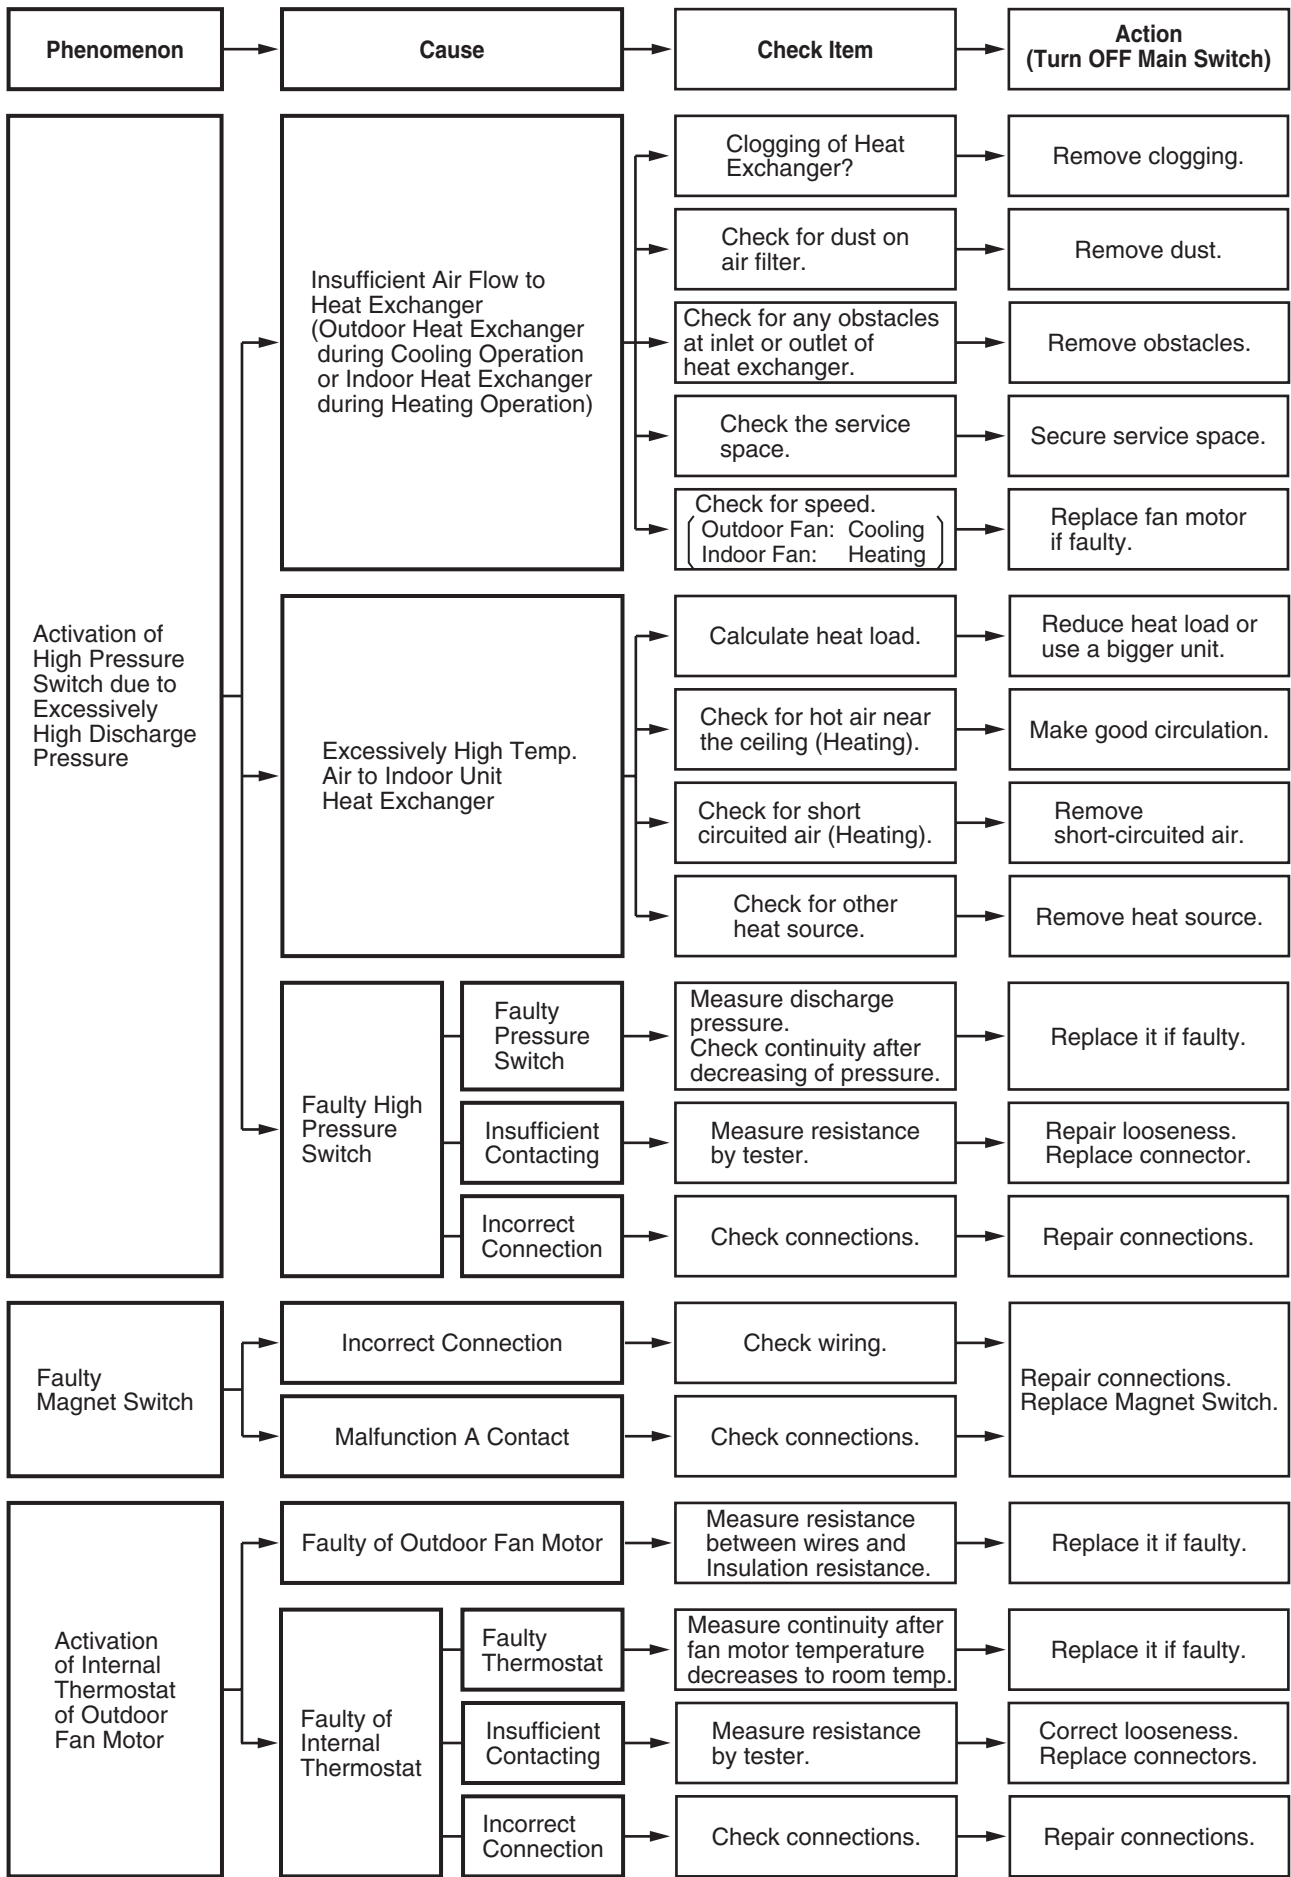 Phenomenon
Cause
Check Item
Action
(Turn OFF Main Switch)
Activation of
High Pressure
Switch due to
Excessively
High Discharge
Pressure
Insufficient Air Flow to
Heat Exchanger
(Outdoor Heat Exchanger
during Cooling Operation
or Indoor Heat Exchanger
during Heating Operation)
Clogging of Heat
Exchanger?
Remove clogging.
Check for dust on
air filter.
Remove dust.
Check for any obstacles
at inlet or outlet of
heat exchanger.
Remove obstacles.
Check the service
space.
Secure service space.
Check for speed.
Outdoor Fan: Cooling
Indoor Fan: Heating
Replace fan motor
if faulty.
Excessively High Temp.
Air to Indoor Unit
Heat Exchanger
Calculate heat load.
Reduce heat load or
use a bigger unit.
Check for hot air near
the ceiling (Heating).
Make good circulation.
Check for short
circuited air (Heating).
Remove
short-circuited air.
Check for other
heat source.
Remove heat source.
Faulty High
Pressure
Switch
Faulty
Pressure
Switch
Measure discharge
pressure.
Check continuity after
decreasing of pressure.
Replace it if faulty.
Insufficient
Contacting
Measure resistance
by tester.
Repair looseness.
Replace connector.
Incorrect
Connection
Check connections.
Repair connections.
Faulty
Magnet Switch
Incorrect Connection
Check wiring.
Malfunction A Contact
Check connections.
Repair connections.
Replace Magnet Switch.
Activation
of Internal
Thermostat
of Outdoor
Fan Motor
Faulty of Outdoor Fan Motor
Measure resistance
between wires and
Insulation resistance.
Replace it if faulty.
Faulty of
Internal
Thermostat
Faulty
Thermostat
Measure continuity after
fan motor temperature
decreases to room temp.
Replace it if faulty.
Insufficient
Contacting
Measure resistance
by tester.
Correct looseness.
Replace connectors.
Incorrect
Connection
Check connections.
Repair connections.